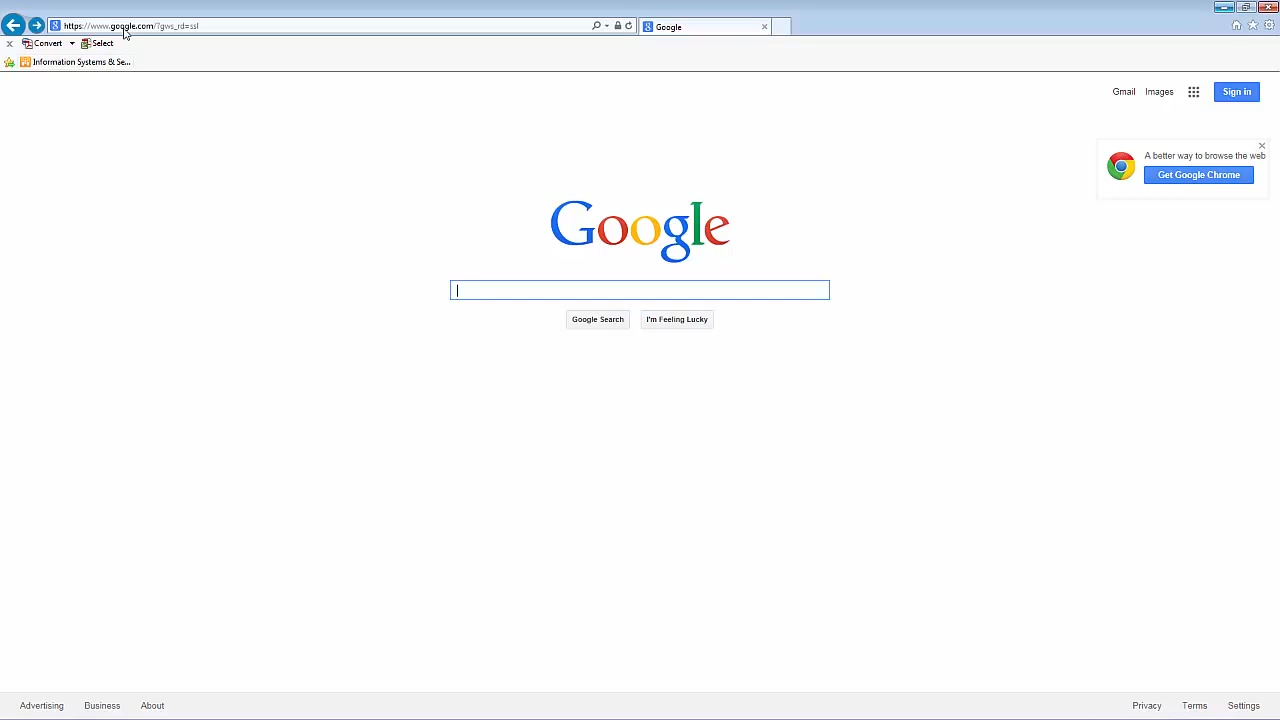 https://www.google.com/?gws_rd=ssl
Google
Convert
Select
Information Systems & Se...
Gmail
Images
Sign in
A better way to browse the web
Get Google Chrome
Google
Google Search
I'm Feeling Lucky
Advertising
Business
About
Privacy
Terms
Settings